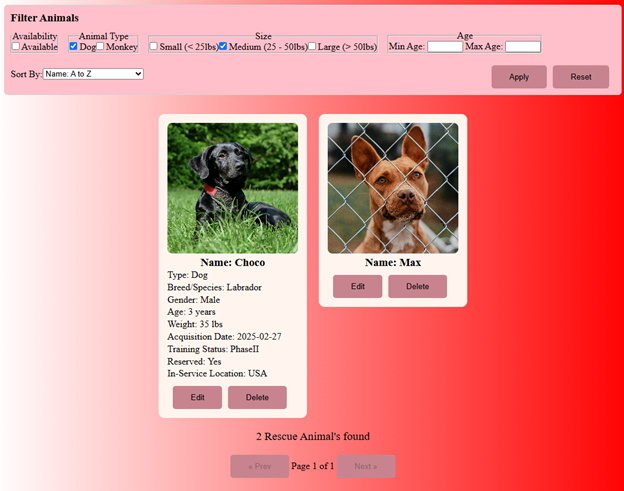 Filter Animals
Availability Animal Type Size Age
Available Dog Monkey Small (< 25lbs) Medium (25 - 50lbs) Large (> 50lbs) Min Age: Max Age:
Sort By: Name: A to Z Apply Reset
Name: Choco
Type: Dog
Breed/Species: Labrador
Gender: Male
Age: 3 years
Weight: 35 lbs
Acquisition Date: 2025-02-27
Training Status: PhaseII
Reserved: Yes
In-Service Location: USA
Edit Delete
Name: Max
Edit Delete
2 Rescue Animal's found
« Prev Page 1 of 1 Next »